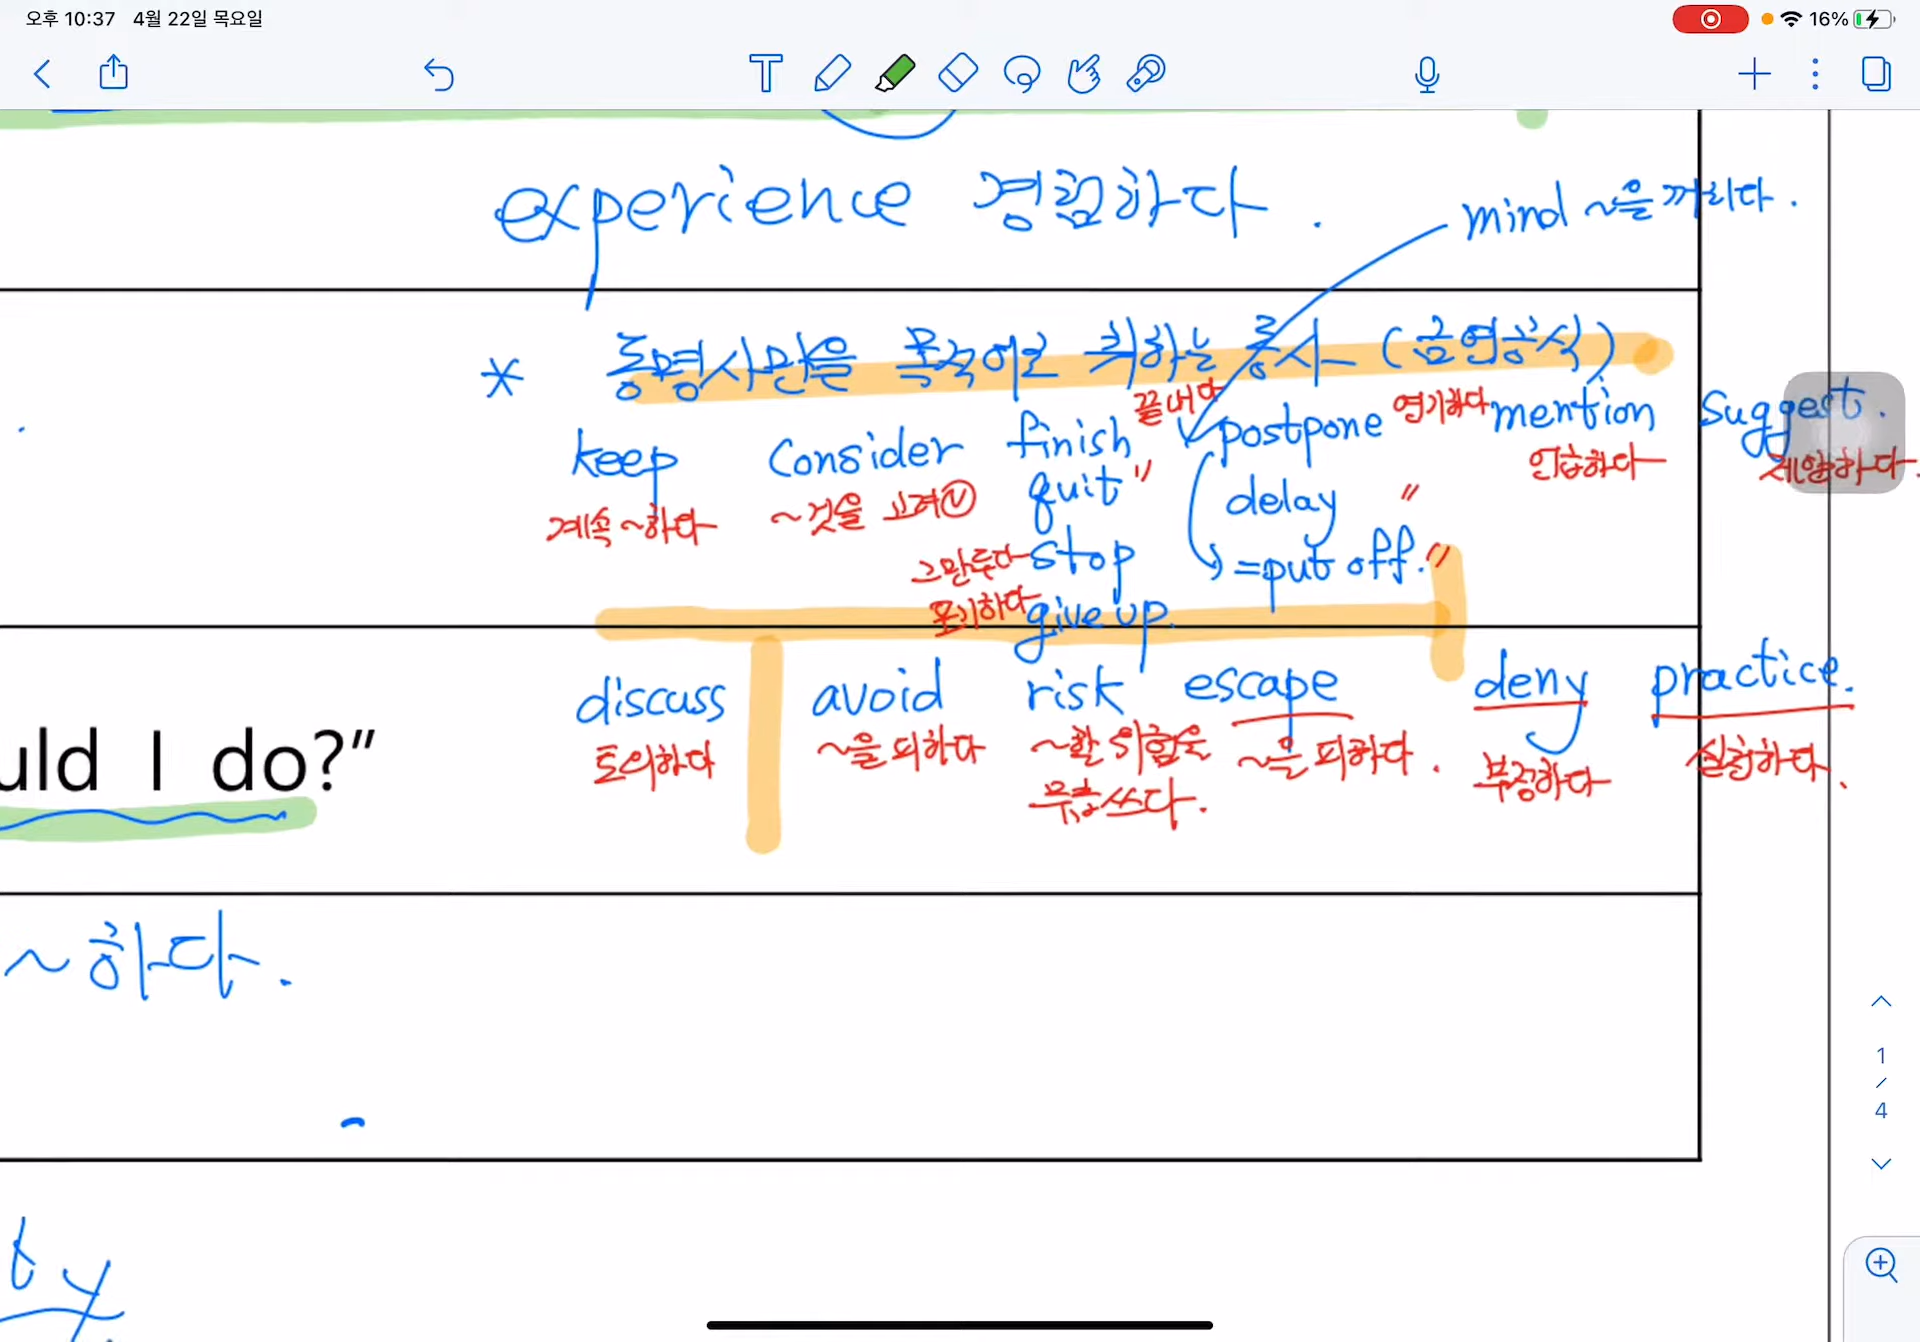 오후 10:37 4월 22일 목요일
16%
experience 경험하다.
mind ~을 꺼리다.
* 동명사만을 목적어로 취하는 동사 (금연공식)
keep consider finish 끝내다 postpone 연기하다 mention suggest.
계속 ~하다 ~것을 고려ⓥ quit " delay " 언급하다 제안하다.
그만두다 stop =put off. "
포기하다 give up.
discuss avoid risk escape deny practice.
토의하다 ~을 피하다 ~할 위험을 무릅쓰다. ~을 피하다. 부정하다
uld I do?"
~하다.
1
/
4
ty